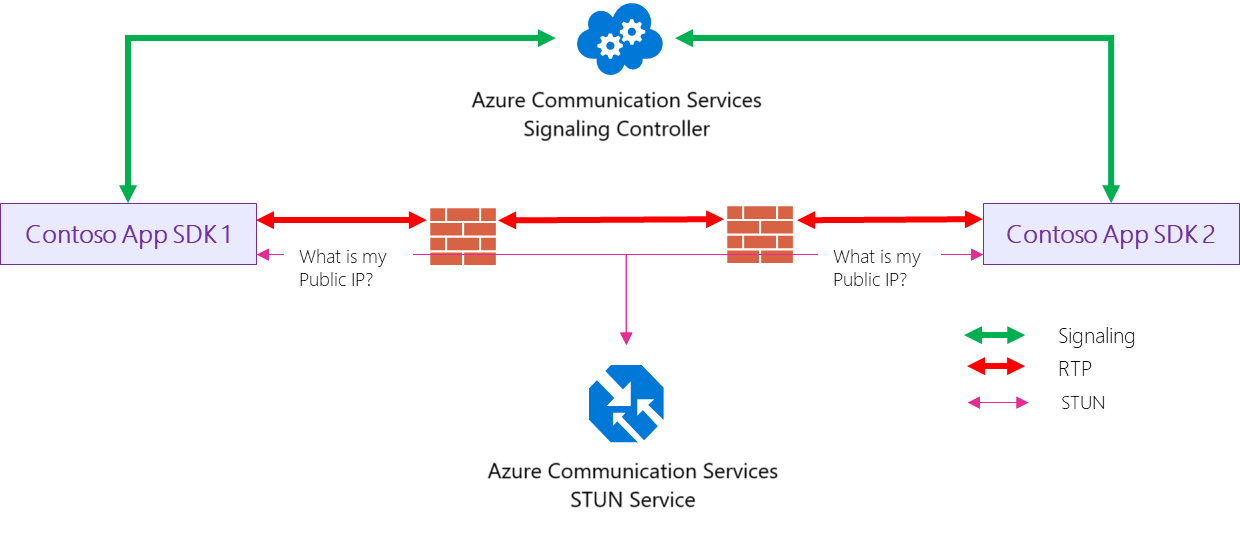 Azure Communication Services
Signaling Controller
Contoso App SDK 1
Contoso App SDK 2
What is my
Public IP?
What is my
Public IP?
Signaling
RTP
STUN
Azure Communication Services
STUN Service